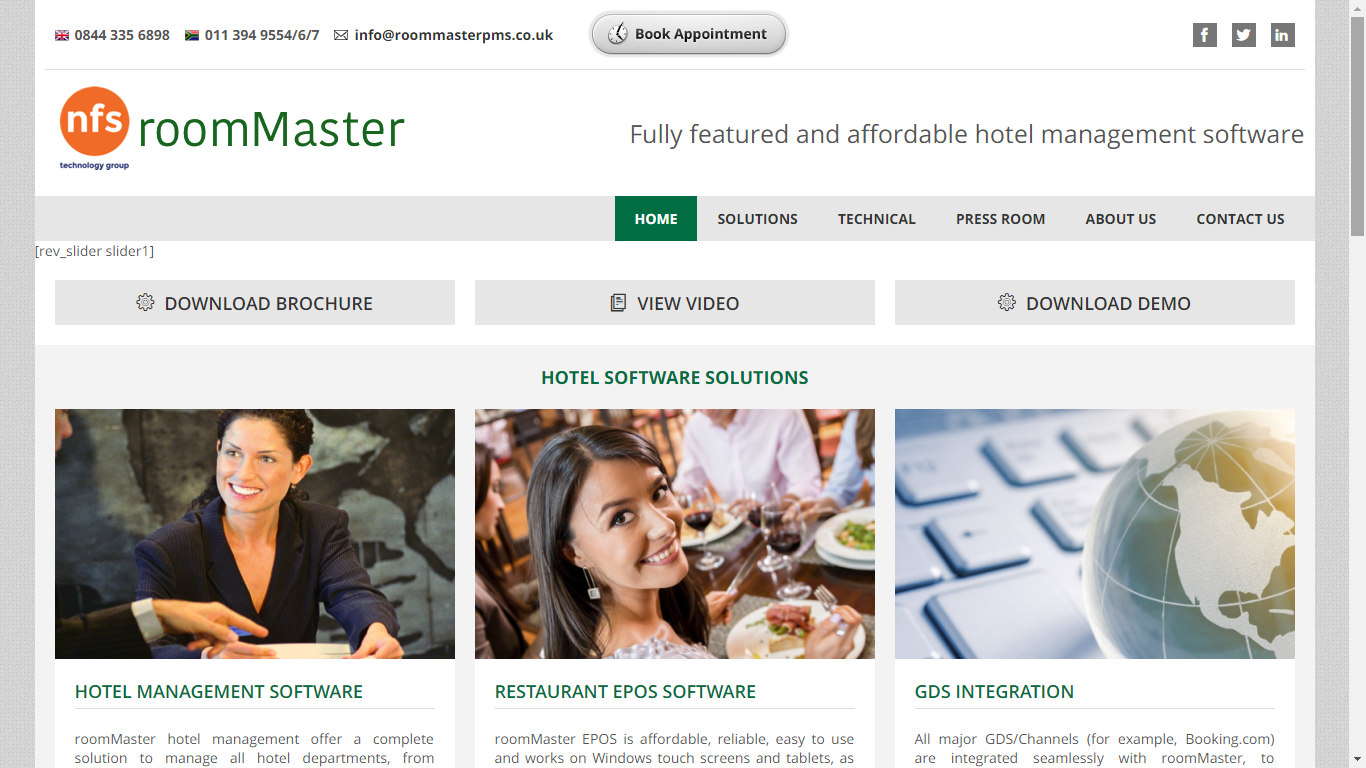 0844 335 6898 011 394 9554/6/7 info@roommasterpms.co.uk Book Appointment
nfs
technology group
roomMaster
Fully featured and affordable hotel management software
HOME SOLUTIONS TECHNICAL PRESS ROOM ABOUT US CONTACT US
[rev_slider slider1]
DOWNLOAD BROCHURE VIEW VIDEO DOWNLOAD DEMO
HOTEL SOFTWARE SOLUTIONS
HOTEL MANAGEMENT SOFTWARE
roomMaster hotel management offer a complete
solution to manage all hotel departments, from
RESTAURANT EPOS SOFTWARE
roomMaster EPOS is affordable, reliable, easy to use
and works on Windows touch screens and tablets, as
GDS INTEGRATION
All major GDS/Channels (for example, Booking.com)
are integrated seamlessly with roomMaster, to